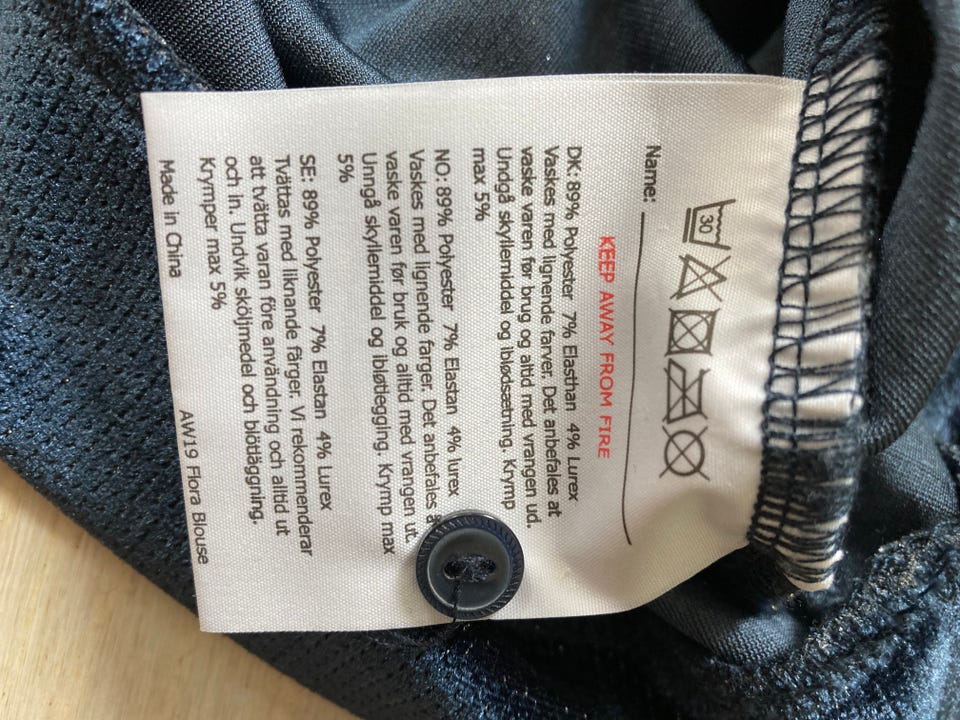 30
KEEP AWAY FROM FIRE
Name:
DK: 89% Polyester 7% Elasthan 4% Lurex
Vaskes med lignende farver. Det anbefales at
vaske varen før brug og altid med vrangen ud.
Undgå skyllemiddel og iblødsætning. Krymp
max 5%
NO: 89% Polyester 7% Elastan 4% lurex
Vaskes med lignende farger. Det anbefales å
vaske varen før bruk og alltid med vrangen ut.
Unngå skyllemiddel og ibløtlegging. Krymp max
5%
SE: 89% Polyester 7% Elastan 4% Lurex
Tvättas med liknande färger. Vi rekommenderar
att tvätta varan före användning och alltid ut
och in. Undvik sköljmedel och blötläggning.
Krymper max 5%
Made in China
AW19 Flora Blouse